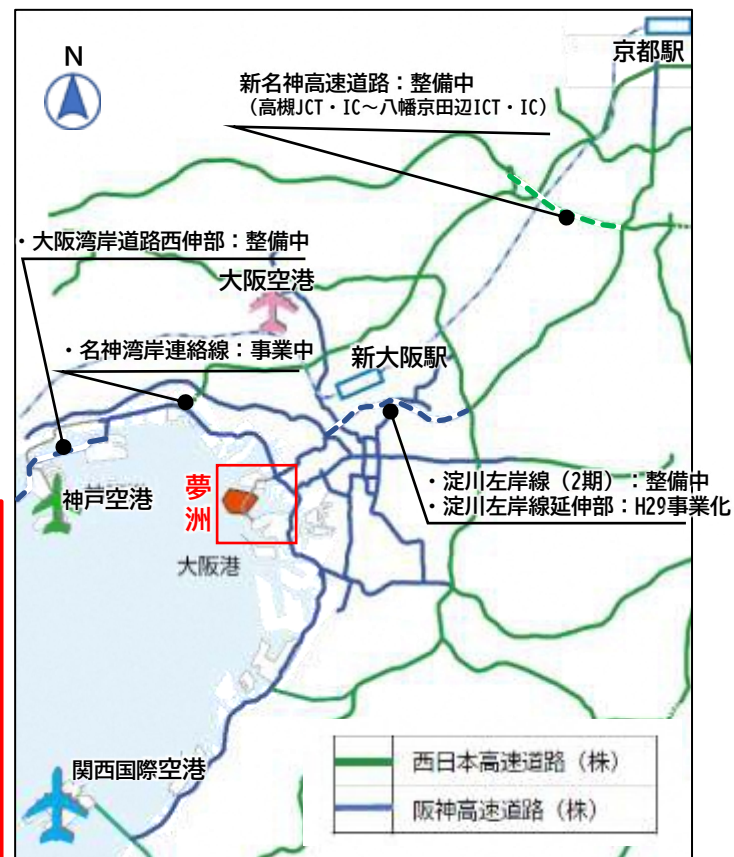 京都駅
N
新名神高速道路：整備中
（高槻JCT・IC～八幡京田辺ICT・IC）
・大阪湾岸道路西伸部：整備中
大阪空港
・名神湾岸連絡線：事業中
新大阪駅
夢洲
神戸空港
・淀川左岸線（2期）：整備中
・淀川左岸線延伸部：H29事業化
大阪港
関西国際空港
西日本高速道路（株）
阪神高速道路（株）